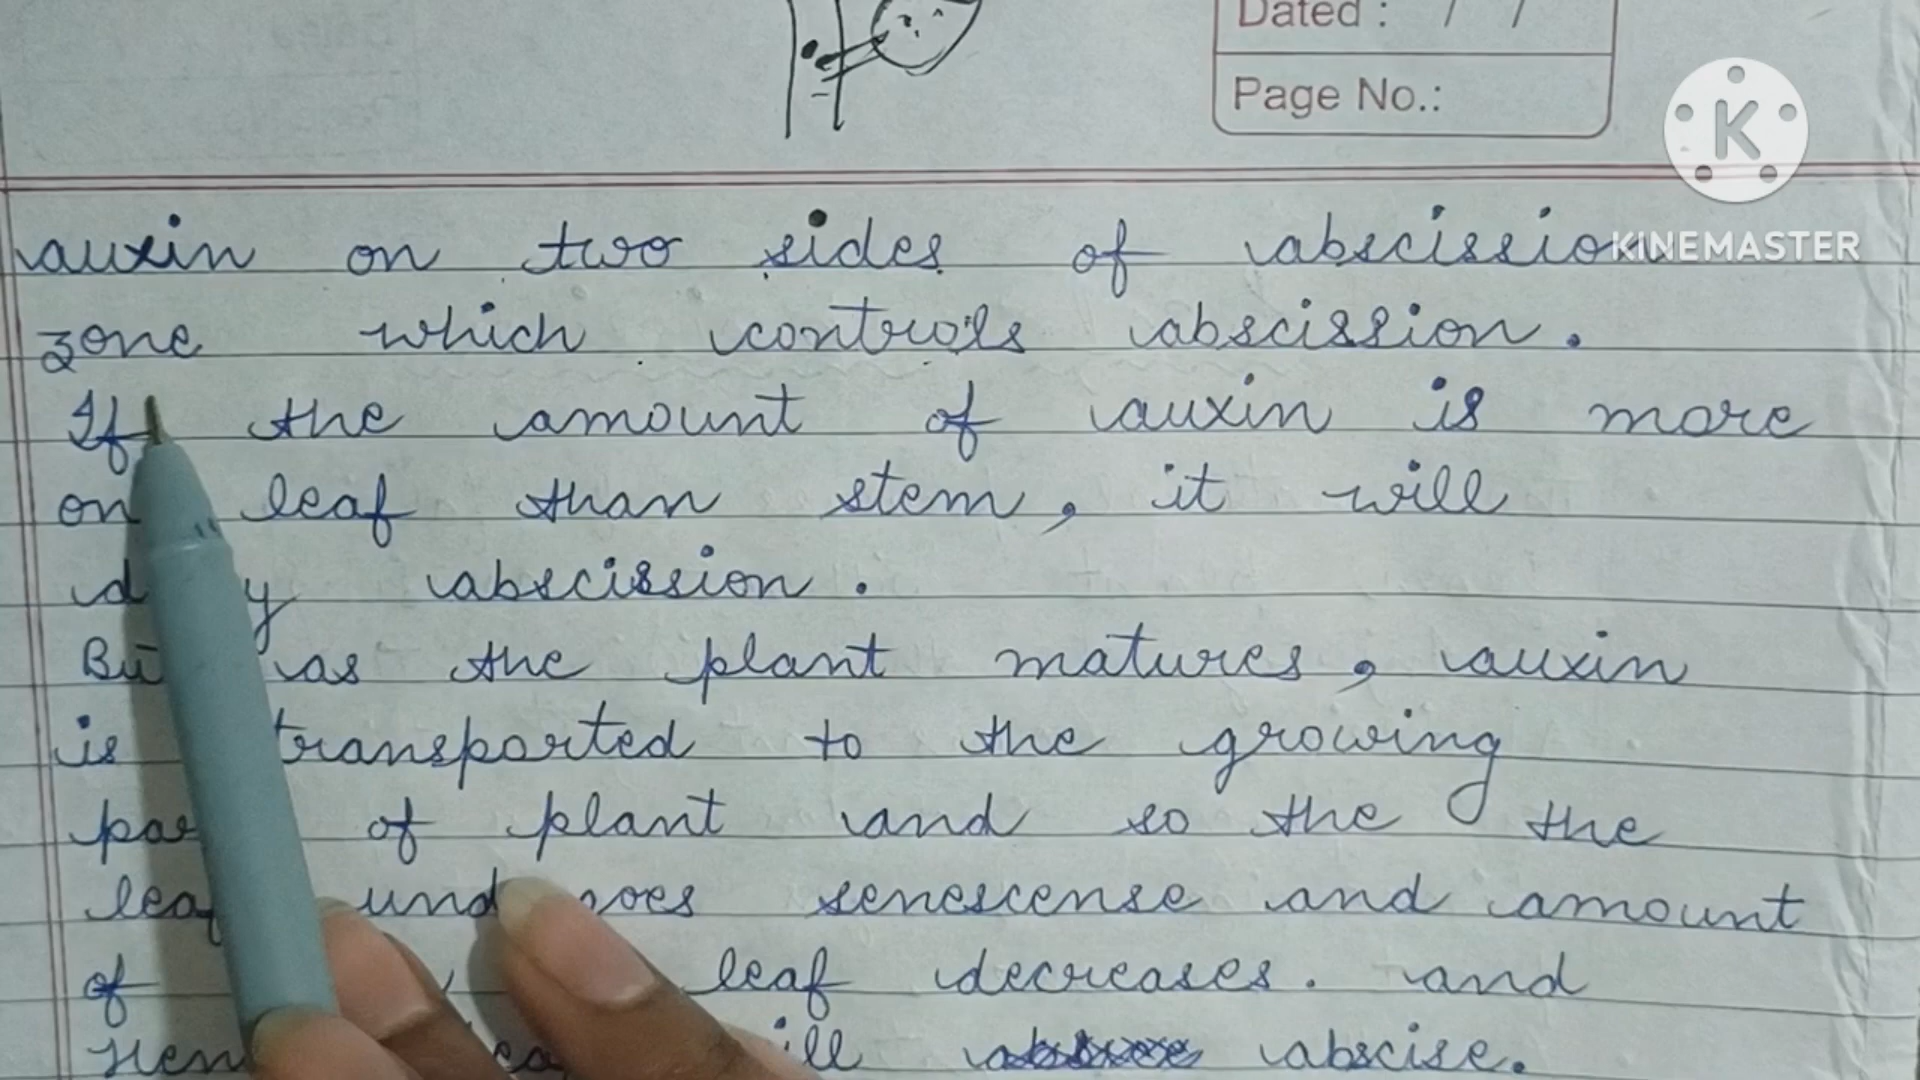 Dated : / /
Page No.:
K
KINEMASTER
auxin on two sides of abscission
zone which controls abscission.
If the amount of auxin is more
on leaf than stem, it will
abscission.
But as the plant matures, auxin
is transported to the growing
of plant and so the the
leaf senescense and amount
of leaf decreases. and
abscise.